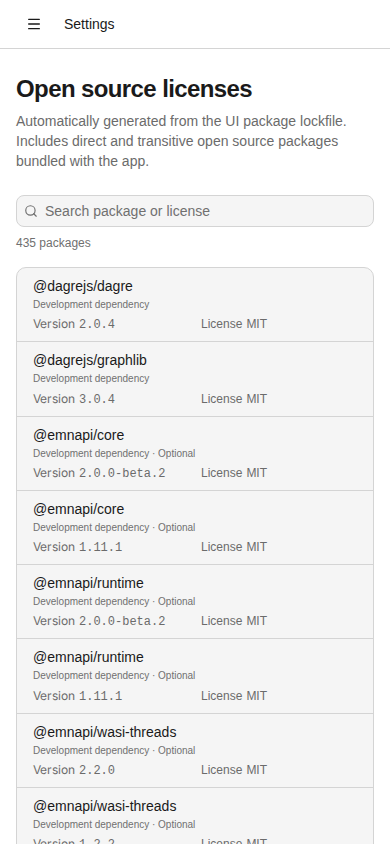 Settings
Open source licenses
Automatically generated from the UI package lockfile.
Includes direct and transitive open source packages
bundled with the app.
Search package or license
435 packages
@dagrejs/dagre
Development dependency
Version 2.0.4 License MIT
@dagrejs/graphlib
Development dependency
Version 3.0.4 License MIT
@emnapi/core
Development dependency · Optional
Version 2.0.0-beta.2 License MIT
@emnapi/core
Development dependency · Optional
Version 1.11.1 License MIT
@emnapi/runtime
Development dependency · Optional
Version 2.0.0-beta.2 License MIT
@emnapi/runtime
Development dependency · Optional
Version 1.11.1 License MIT
@emnapi/wasi-threads
Development dependency · Optional
Version 2.2.0 License MIT
@emnapi/wasi-threads
Development dependency · Optional
Version 1.2.2 License MIT